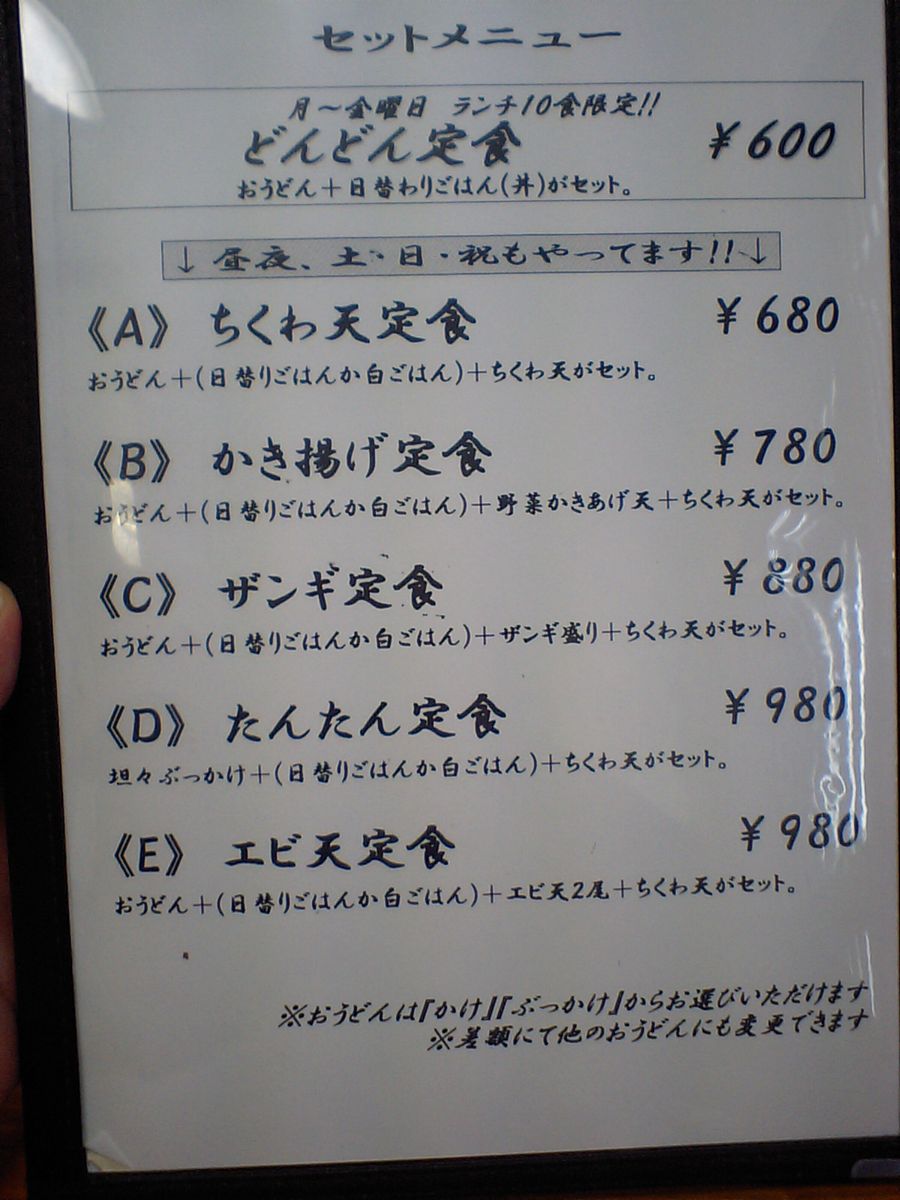 セットメニュー
月～金曜日 ランチ10食限定!!
どんどん定食 ￥600
おうどん＋日替わりごはん(丼)がセット。
↓昼夜、土・日・祝もやってます!!↓
《A》 ちくわ天定食 ￥680
おうどん＋(日替りごはんか白ごはん)＋ちくわ天がセット。
《B》 かき揚げ定食 ￥780
おうどん＋(日替りごはんか白ごはん)＋野菜かきあげ天＋ちくわ天がセット。
《C》 ザンギ定食 ￥880
おうどん＋(日替りごはんか白ごはん)＋ザンギ盛り＋ちくわ天がセット。
《D》 たんたん定食 ￥980
坦々ぶっかけ＋(日替りごはんか白ごはん)＋ちくわ天がセット。
《E》 エビ天定食 ￥980
おうどん＋(日替りごはんか白ごはん)＋エビ天2尾＋ちくわ天がセット。
※おうどんは『かけ』『ぶっかけ』からお選びいただけます
※差額にて他のおうどんにも変更できます